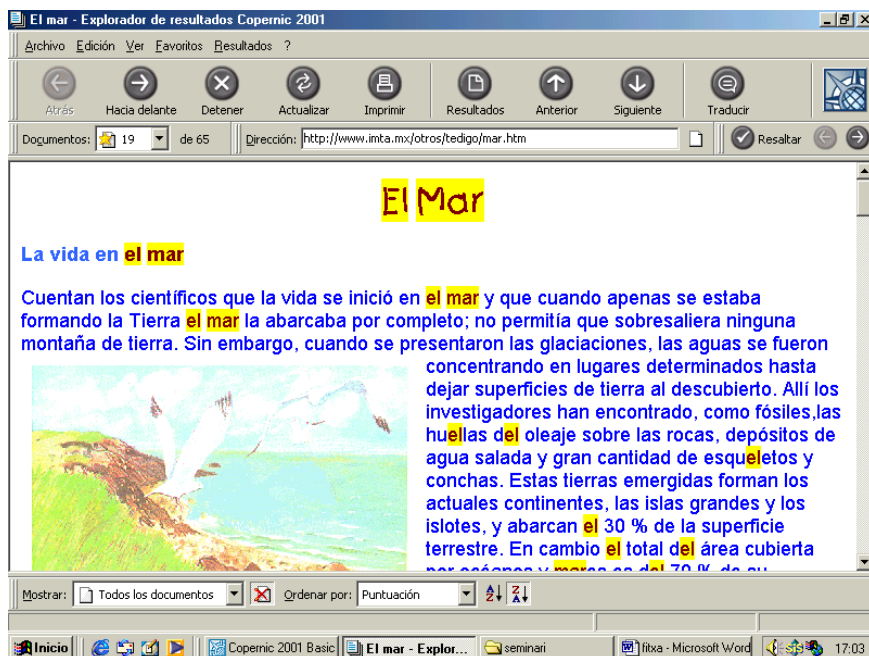 El mar - Explorador de resultados Copernic 2001
Archivo Edición Ver Favoritos Resultados ?
Atrás Hacia delante Detener Actualizar Imprimir Resultados Anterior Siguiente Traducir
Documentos: 19 de 65 Dirección: http://www.imta.mx/otros/tedigo/mar.htm Resaltar
El Mar
La vida en el mar
Cuentan los científicos que la vida se inició en el mar y que cuando apenas se estaba
formando la Tierra el mar la abarcaba por completo; no permitía que sobresaliera ninguna
montaña de tierra. Sin embargo, cuando se presentaron las glaciaciones, las aguas se fueron
concentrando en lugares determinados hasta
dejar superficies de tierra al descubierto. Allí los
investigadores han encontrado, como fósiles,las
huellas del oleaje sobre las rocas, depósitos de
agua salada y gran cantidad de esqueletos y
conchas. Estas tierras emergidas forman los
actuales continentes, las islas grandes y los
islotes, y abarcan el 30 % de la superficie
terrestre. En cambio el total del área cubierta
por océanos y mares es del 70 % de su
Mostrar: Todos los documentos Ordenar por: Puntuación
Inicio Copernic 2001 Basic El mar - Explor... seminari fitxa - Microsoft Word 17:03